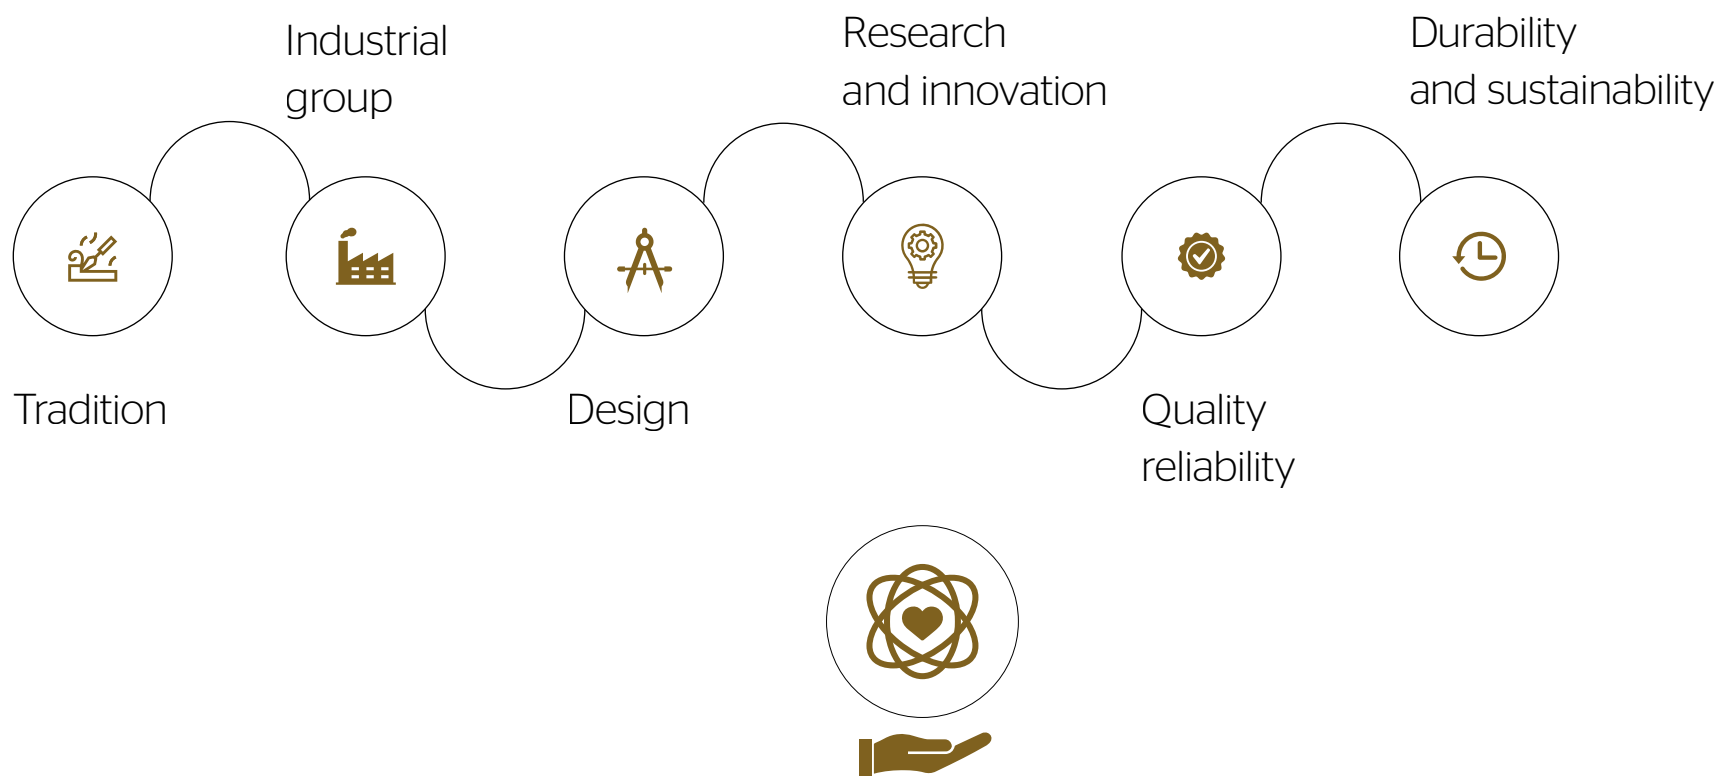 Tradition
Industrial
group
Design
Research
and innovation
Quality
reliability
Durability
and sustainability